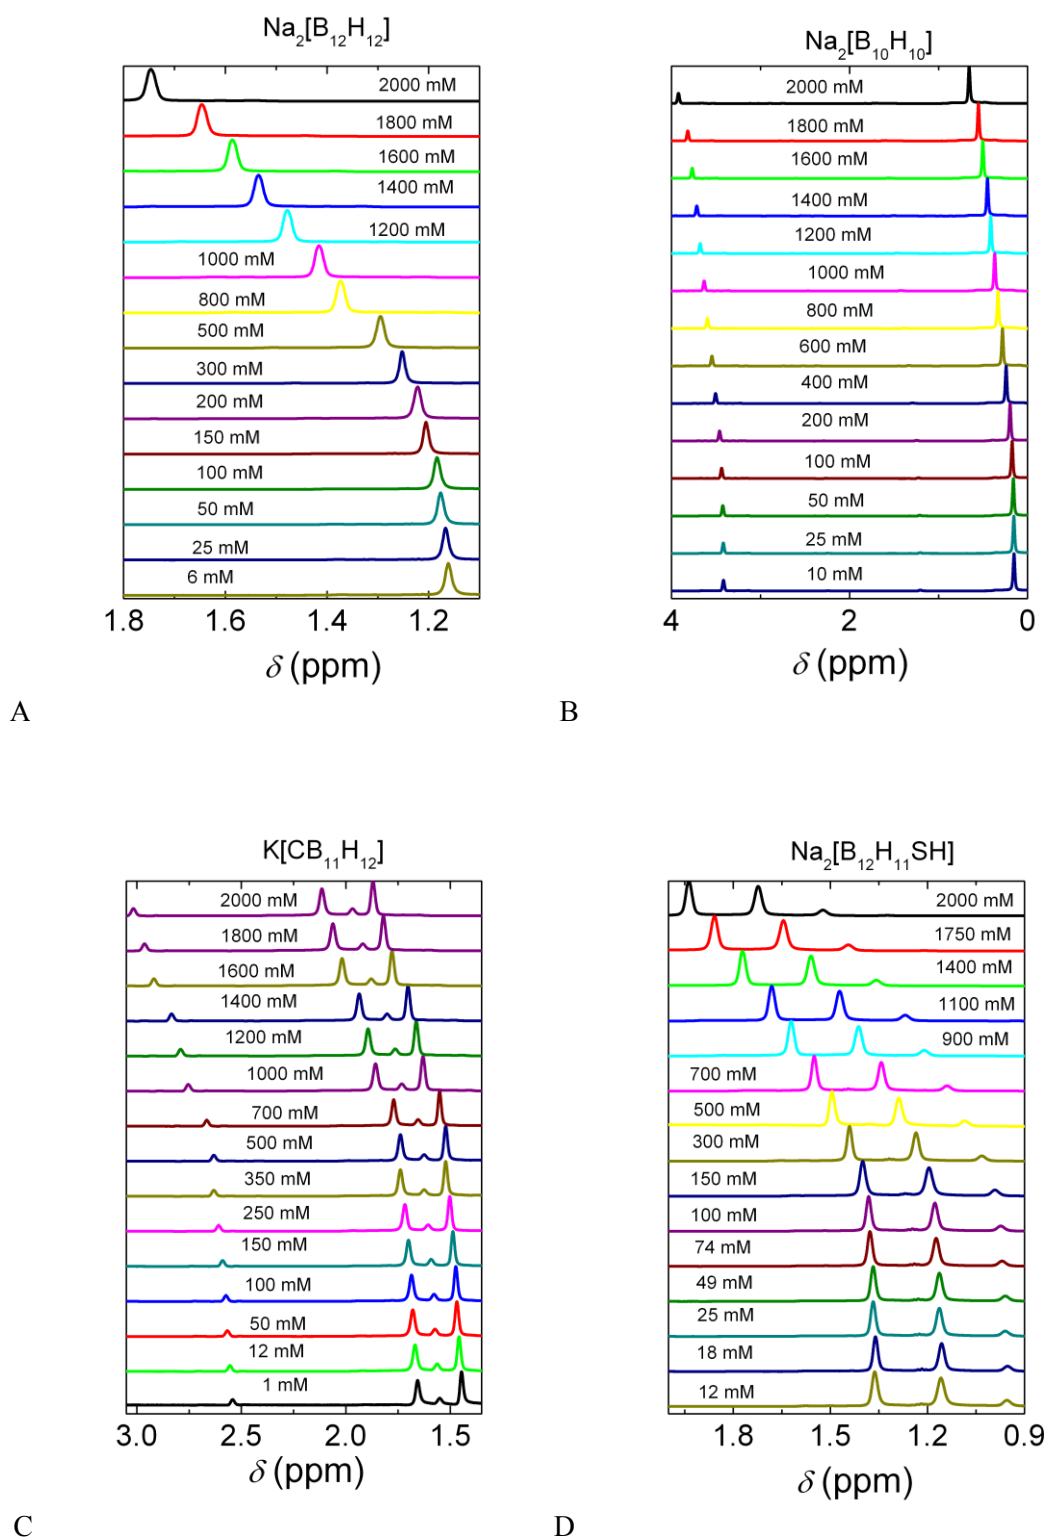 Na2[B12H12]
2000 mM
1800 mM
1600 mM
1400 mM
1200 mM
1000 mM
800 mM
500 mM
300 mM
200 mM
150 mM
100 mM
50 mM
25 mM
6 mM
1.8 1.6 1.4 1.2
δ (ppm)
A
Na2[B10H10]
2000 mM
1800 mM
1600 mM
1400 mM
1200 mM
1000 mM
800 mM
600 mM
400 mM
200 mM
100 mM
50 mM
25 mM
10 mM
4 2 0
δ (ppm)
B
K[CB11H12]
2000 mM
1800 mM
1600 mM
1400 mM
1200 mM
1000 mM
700 mM
500 mM
350 mM
250 mM
150 mM
100 mM
50 mM
12 mM
1 mM
3.0 2.5 2.0 1.5
δ (ppm)
C
Na2[B12H11SH]
2000 mM
1750 mM
1400 mM
1100 mM
900 mM
700 mM
500 mM
300 mM
150 mM
100 mM
74 mM
49 mM
25 mM
18 mM
12 mM
1.8 1.5 1.2 0.9
δ (ppm)
D